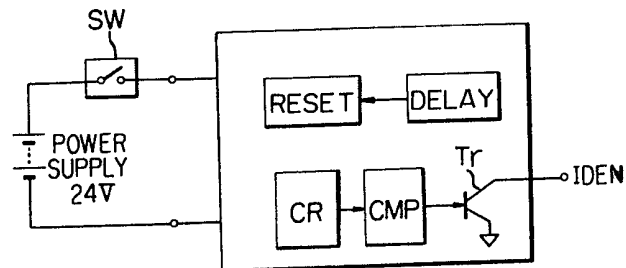 SW
RESET
DELAY
POWER
SUPPLY
24V
Tr
IDEN
CR
CMP